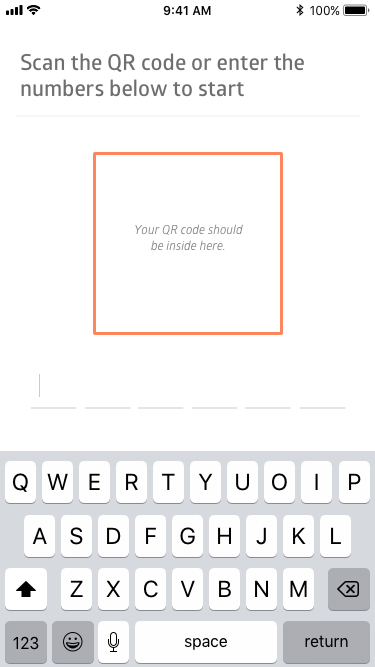 9:41 AM
100%
Scan the QR code or enter the
numbers below to start
Your QR code should
be inside here.
Q W E R T Y U O I P
A S D F G H J K L
Z X C V B N M
123 space return